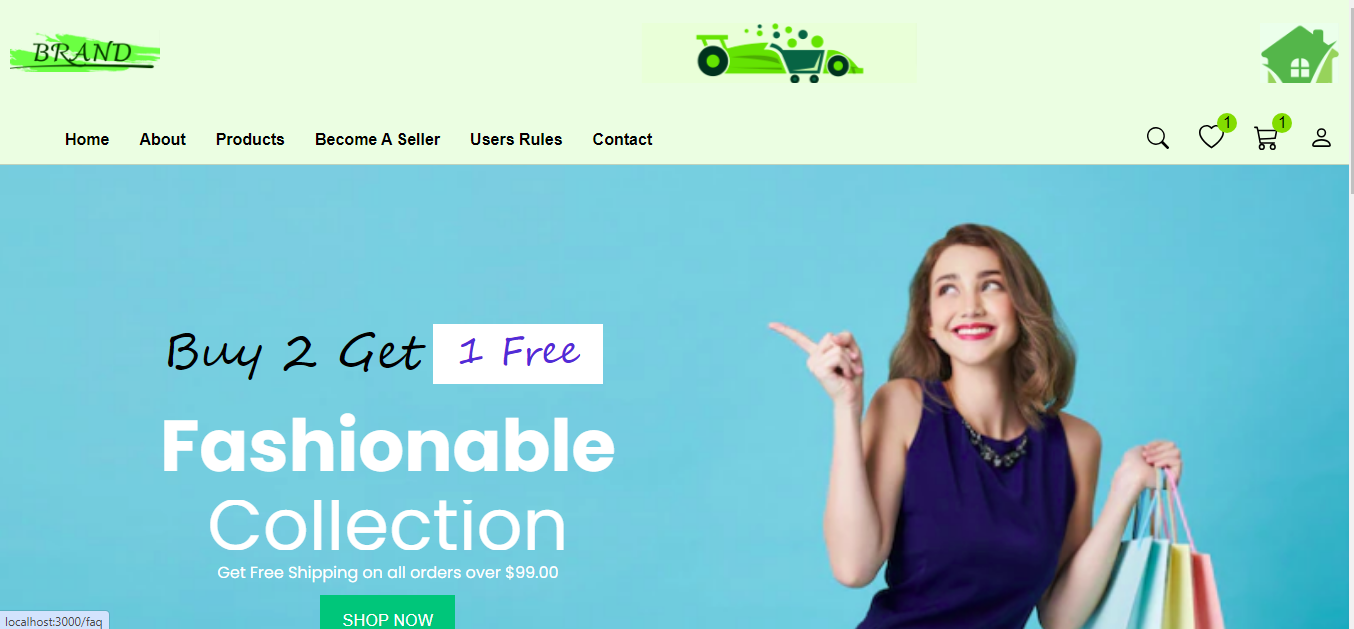 BRAND
Home About Products Become A Seller Users Rules Contact
1 1
Buy 2 Get 1 Free
Fashionable
Collection
Get Free Shipping on all orders over $99.00
SHOP NOW
localhost:3000/faq